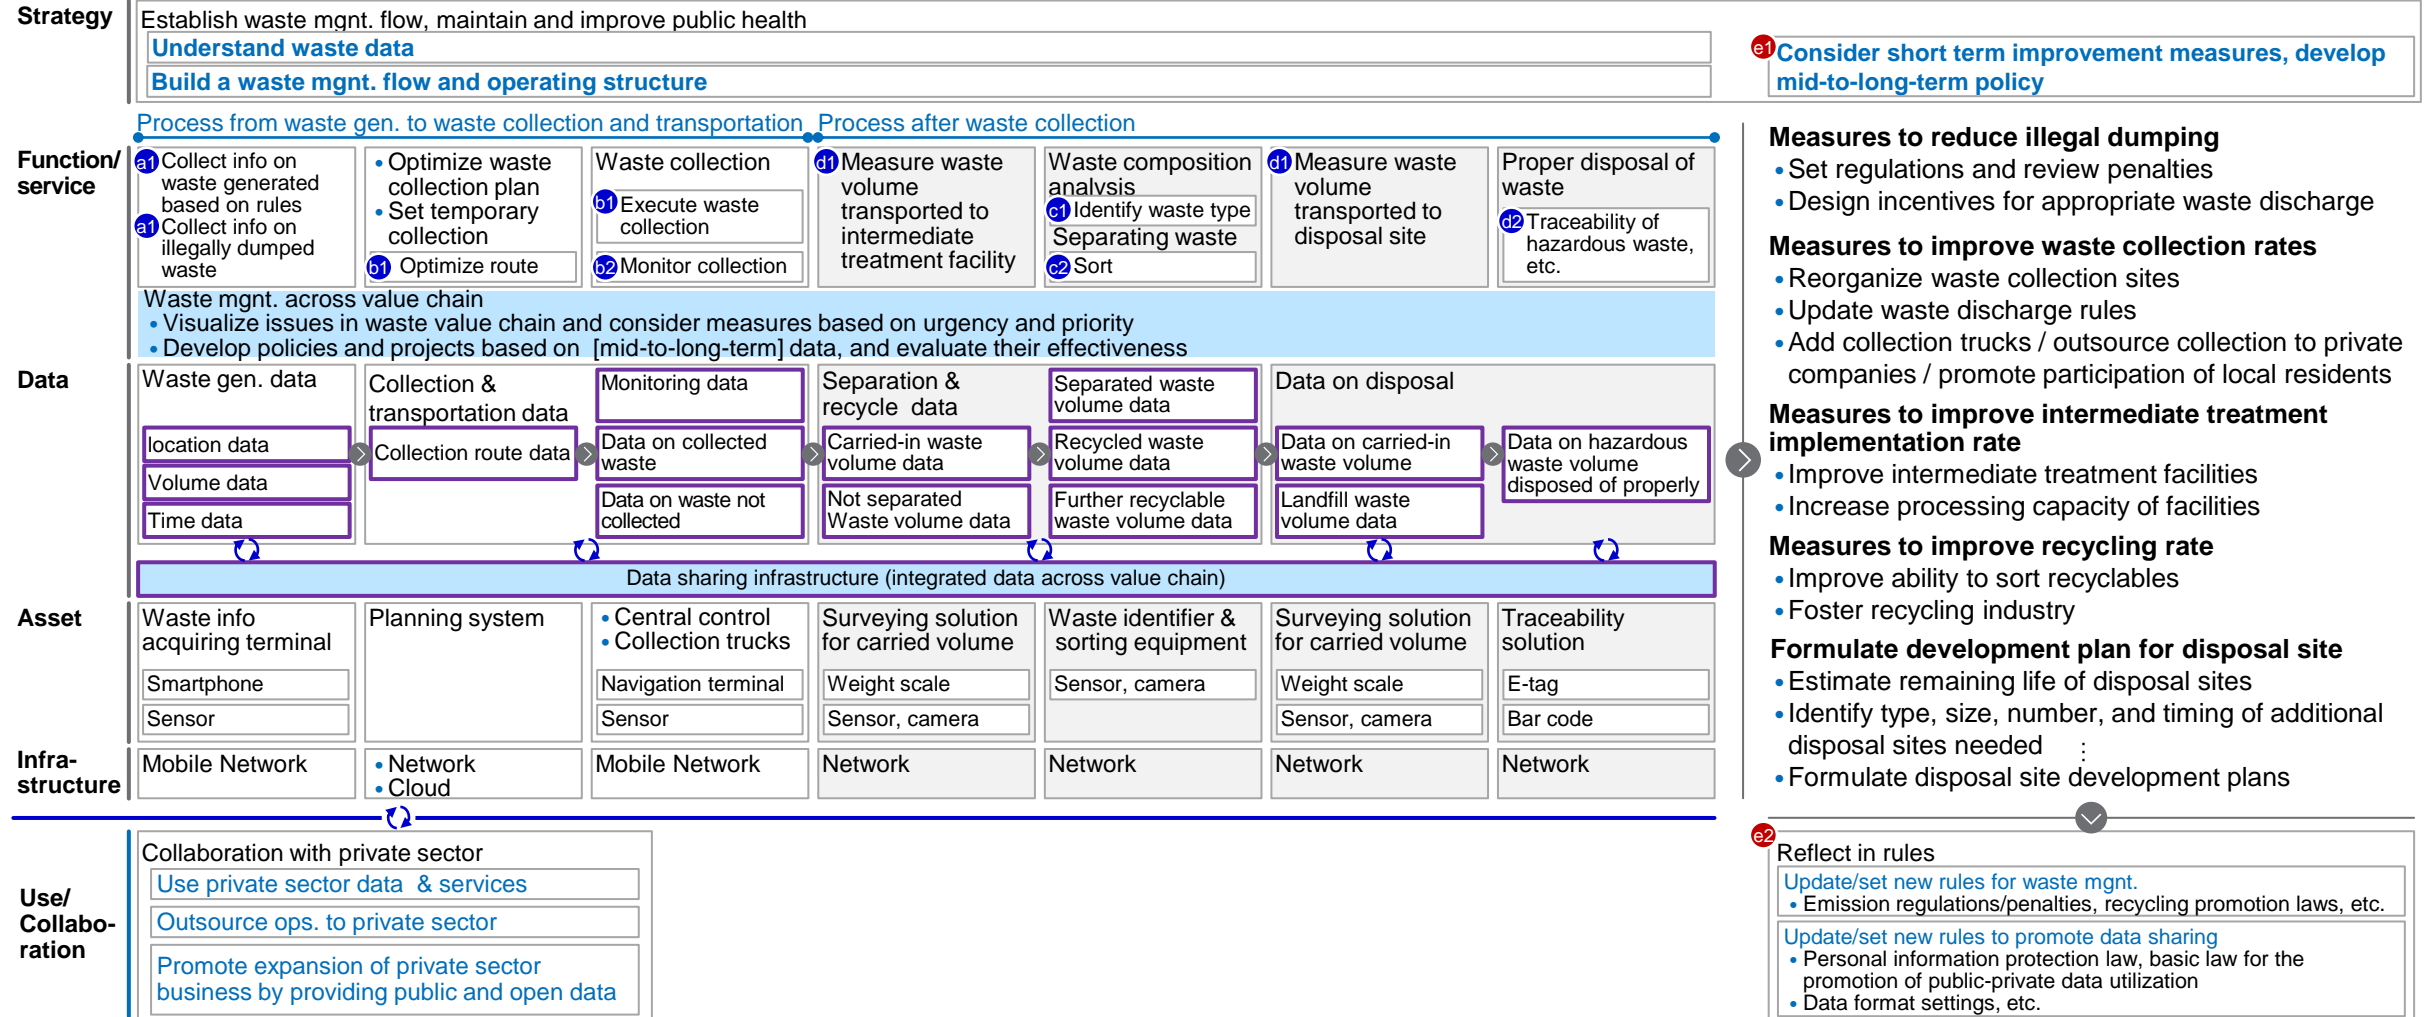 Strategy
Establish waste mgnt. flow, maintain and improve public health
Understand waste data
Build a waste mgnt. flow and operating structure
e1
Consider short term improvement measures, develop
mid-to-long-term policy
Process from waste gen. to waste collection and transportation
Process after waste collection
Function/
service
a1 Collect info on
waste generated
based on rules
a1 Collect info on
illegally dumped
waste
• Optimize waste
collection plan
• Set temporary
collection
b1 Optimize route
Waste collection
b1 Execute waste
collection
b2 Monitor collection
d1 Measure waste
volume
transported to
intermediate
treatment facility
Waste composition
analysis
c1 Identify waste type
Separating waste
c2 Sort
d1 Measure waste
volume
transported to
disposal site
Proper disposal of
waste
d2 Traceability of
hazardous waste,
etc.
Waste mgnt. across value chain
• Visualize issues in waste value chain and consider measures based on urgency and priority
• Develop policies and projects based on [mid-to-long-term] data, and evaluate their effectiveness
Data
Waste gen. data
location data
Volume data
Time data
Collection &
transportation data
Collection route data
Monitoring data
Data on collected
waste
Data on waste not
collected
Separation &
recycle data
Carried-in waste
volume data
Not separated
Waste volume data
Separated waste
volume data
Recycled waste
volume data
Further recyclable
waste volume data
Data on disposal
Data on carried-in
waste volume
Landfill waste
volume data
Data on hazardous
waste volume
disposed of properly
Data sharing infrastructure (integrated data across value chain)
Asset
Waste info
acquiring terminal
Smartphone
Sensor
Planning system
• Central control
• Collection trucks
Navigation terminal
Sensor
Surveying solution
for carried volume
Weight scale
Sensor, camera
Waste identifier &
sorting equipment
Sensor, camera
Surveying solution
for carried volume
Weight scale
Sensor, camera
Traceability
solution
E-tag
Bar code
Infra-
structure
Mobile Network
• Network
• Cloud
Mobile Network
Network
Network
Network
Network
Measures to reduce illegal dumping
• Set regulations and review penalties
• Design incentives for appropriate waste discharge
Measures to improve waste collection rates
• Reorganize waste collection sites
• Update waste discharge rules
• Add collection trucks / outsource collection to private
companies / promote participation of local residents
Measures to improve intermediate treatment
implementation rate
• Improve intermediate treatment facilities
• Increase processing capacity of facilities
Measures to improve recycling rate
• Improve ability to sort recyclables
• Foster recycling industry
Formulate development plan for disposal site
• Estimate remaining life of disposal sites
• Identify type, size, number, and timing of additional
disposal sites needed
:
• Formulate disposal site development plans
Use/
Collabo-
ration
Collaboration with private sector
Use private sector data & services
Outsource ops. to private sector
Promote expansion of private sector
business by providing public and open data
e2
Reflect in rules
Update/set new rules for waste mgnt.
• Emission regulations/penalties, recycling promotion laws, etc.
Update/set new rules to promote data sharing
• Personal information protection law, basic law for the
promotion of public-private data utilization
• Data format settings, etc.